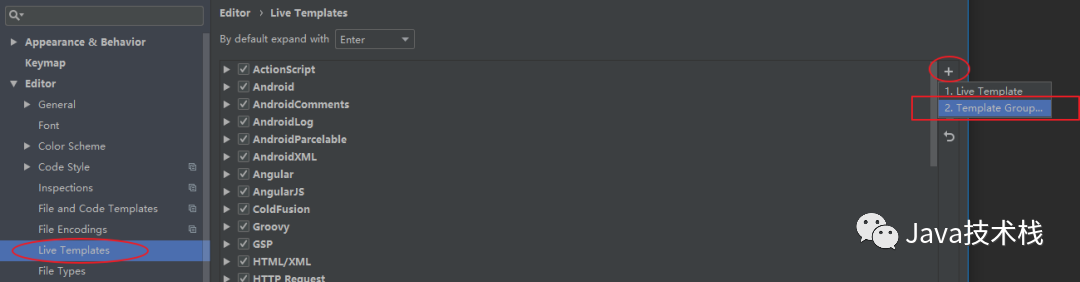 Appearance & Behavior
Keymap
Editor
General
Font
Color Scheme
Code Style
Inspections
File and Code Templates
File Encodings
Live Templates
File Types
Editor › Live Templates
By default expand with Enter
ActionScript
Android
AndroidComments
AndroidLog
AndroidParcelable
AndroidXML
Angular
AngularJS
ColdFusion
Groovy
GSP
HTML/XML
HTTP Request
1. Live Template
2. Template Group...
Java技术栈